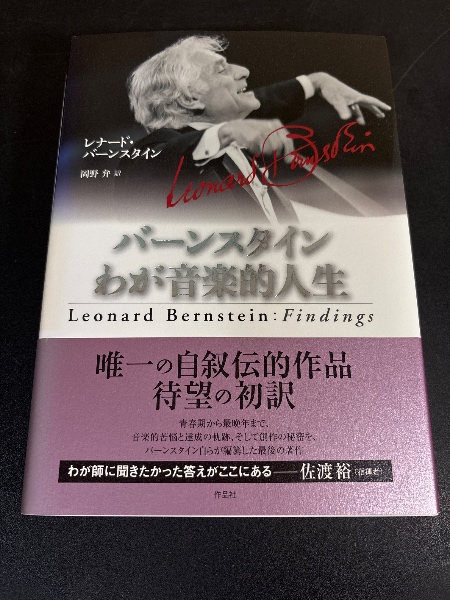 レナード・
バーンスタイン
岡野 弁 訳
Leonard Bernstein
バーンスタイン
わが音楽的人生
Leonard Bernstein : Findings
唯一の自叙伝的作品
待望の初訳
青春期から最晩年まで、
音楽的苦悩と達成の軌跡、そして創作の秘密を、
バーンスタイン自らが編纂した最後の著作
わが師に聞きたかった答えがここにある――佐渡 裕(指揮者)
作品社